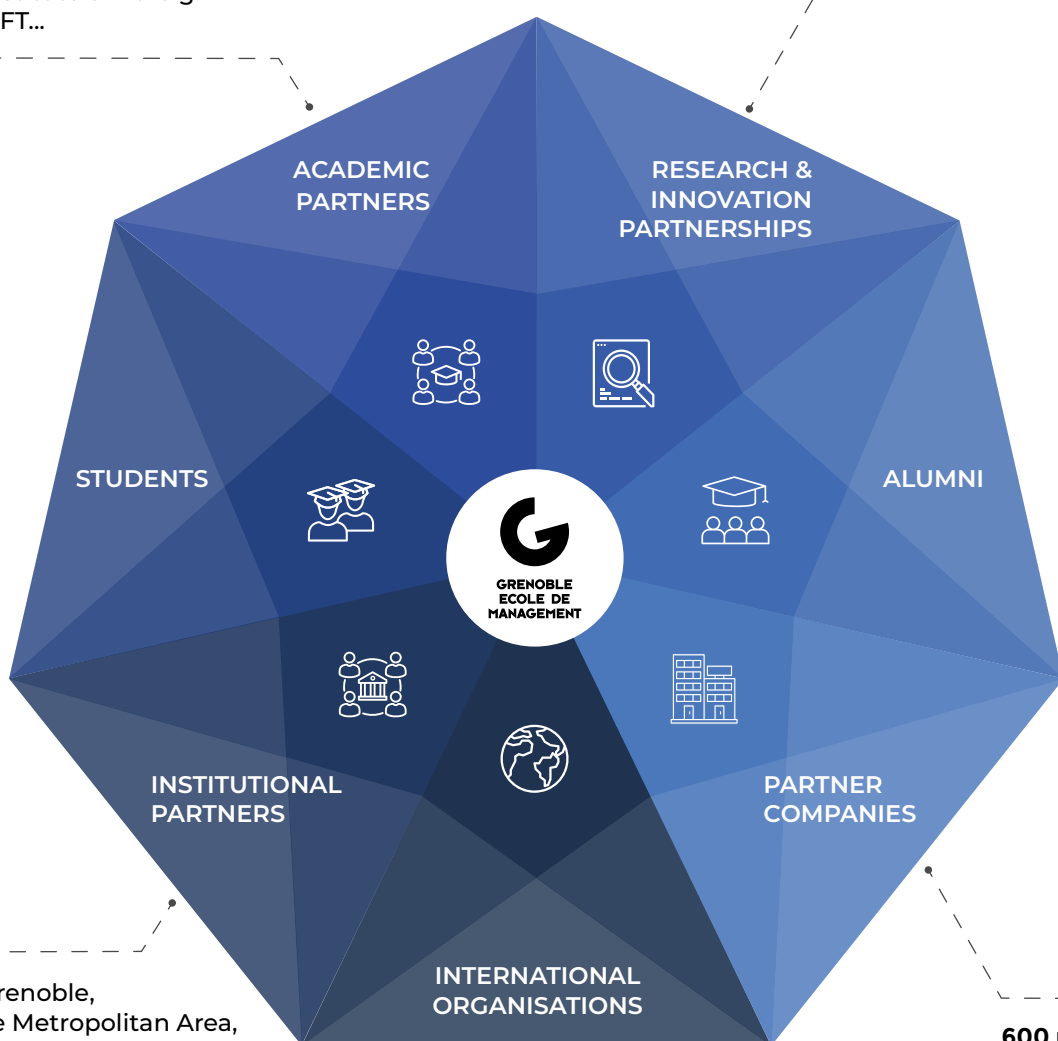 FT...
ACADEMIC
PARTNERS
RESEARCH &
INNOVATION
PARTNERSHIPS
STUDENTS
ALUMNI
GRENOBLE
ECOLE DE
MANAGEMENT
INSTITUTIONAL
PARTNERS
PARTNER
COMPANIES
INTERNATIONAL
ORGANISATIONS
renoble,
e Metropolitan Area,
600